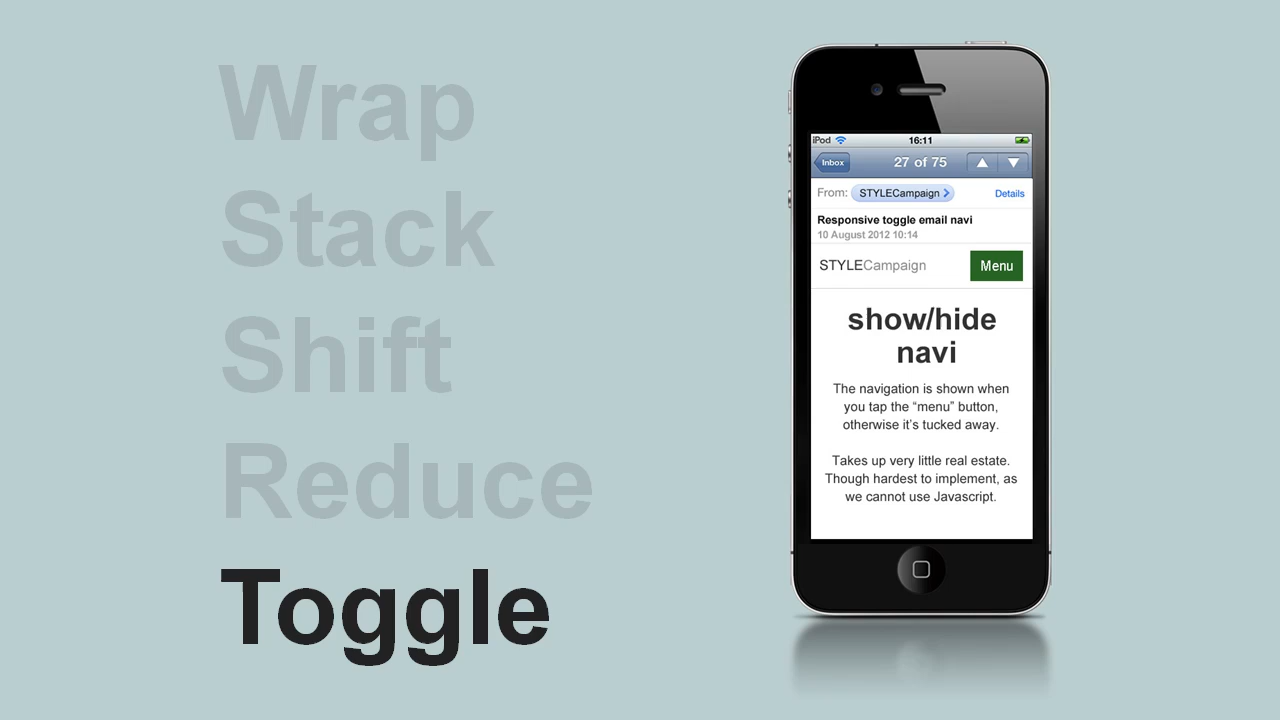 Wrap
Stack
Shift
Reduce
Toggle
iPod 16:11
Inbox 27 of 75
From: STYLECampaign Details
Responsive toggle email navi
10 August 2012 10:14
STYLECampaign Menu
show/hide
navi
The navigation is shown when
you tap the “menu” button,
otherwise it’s tucked away.
Takes up very little real estate.
Though hardest to implement, as
we cannot use Javascript.